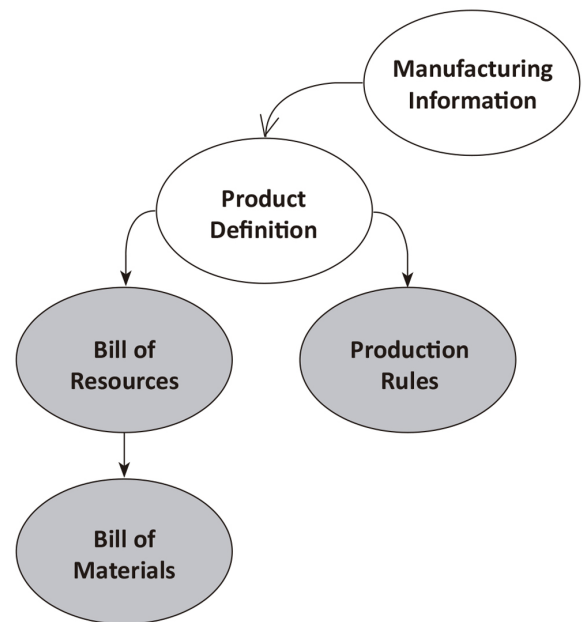 Manufacturing
Information
Product
Definition
Bill of
Resources
Production
Rules
Bill of
Materials